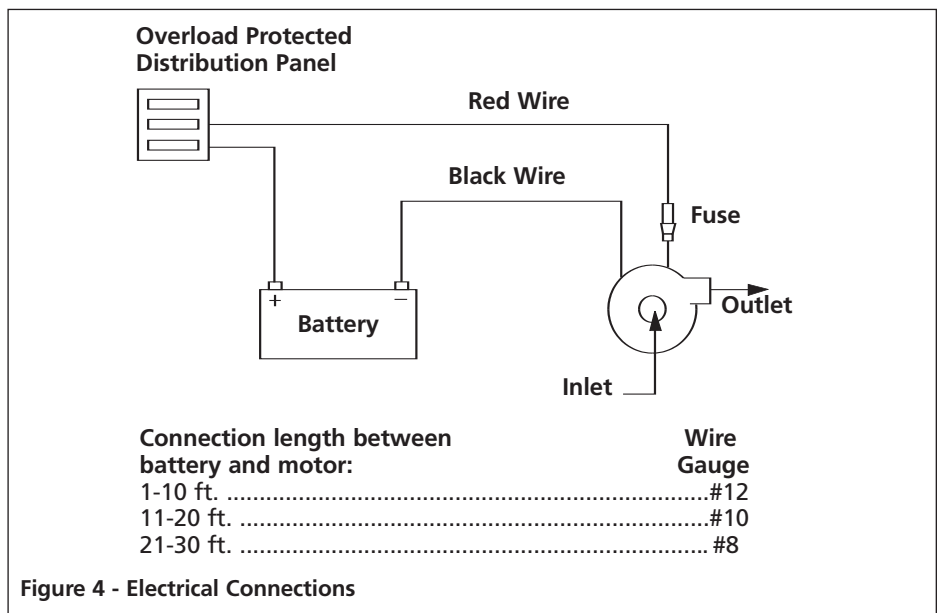 Overload Protected
Distribution Panel
Red Wire
Black Wire
Fuse
+
–
Battery
Outlet
Inlet
Connection length between Wire
battery and motor: Gauge
1-10 ft. ..........................................................................#12
11-20 ft. .........................................................................#10
21-30 ft. ......................................................................... #8
Figure 4 - Electrical Connections